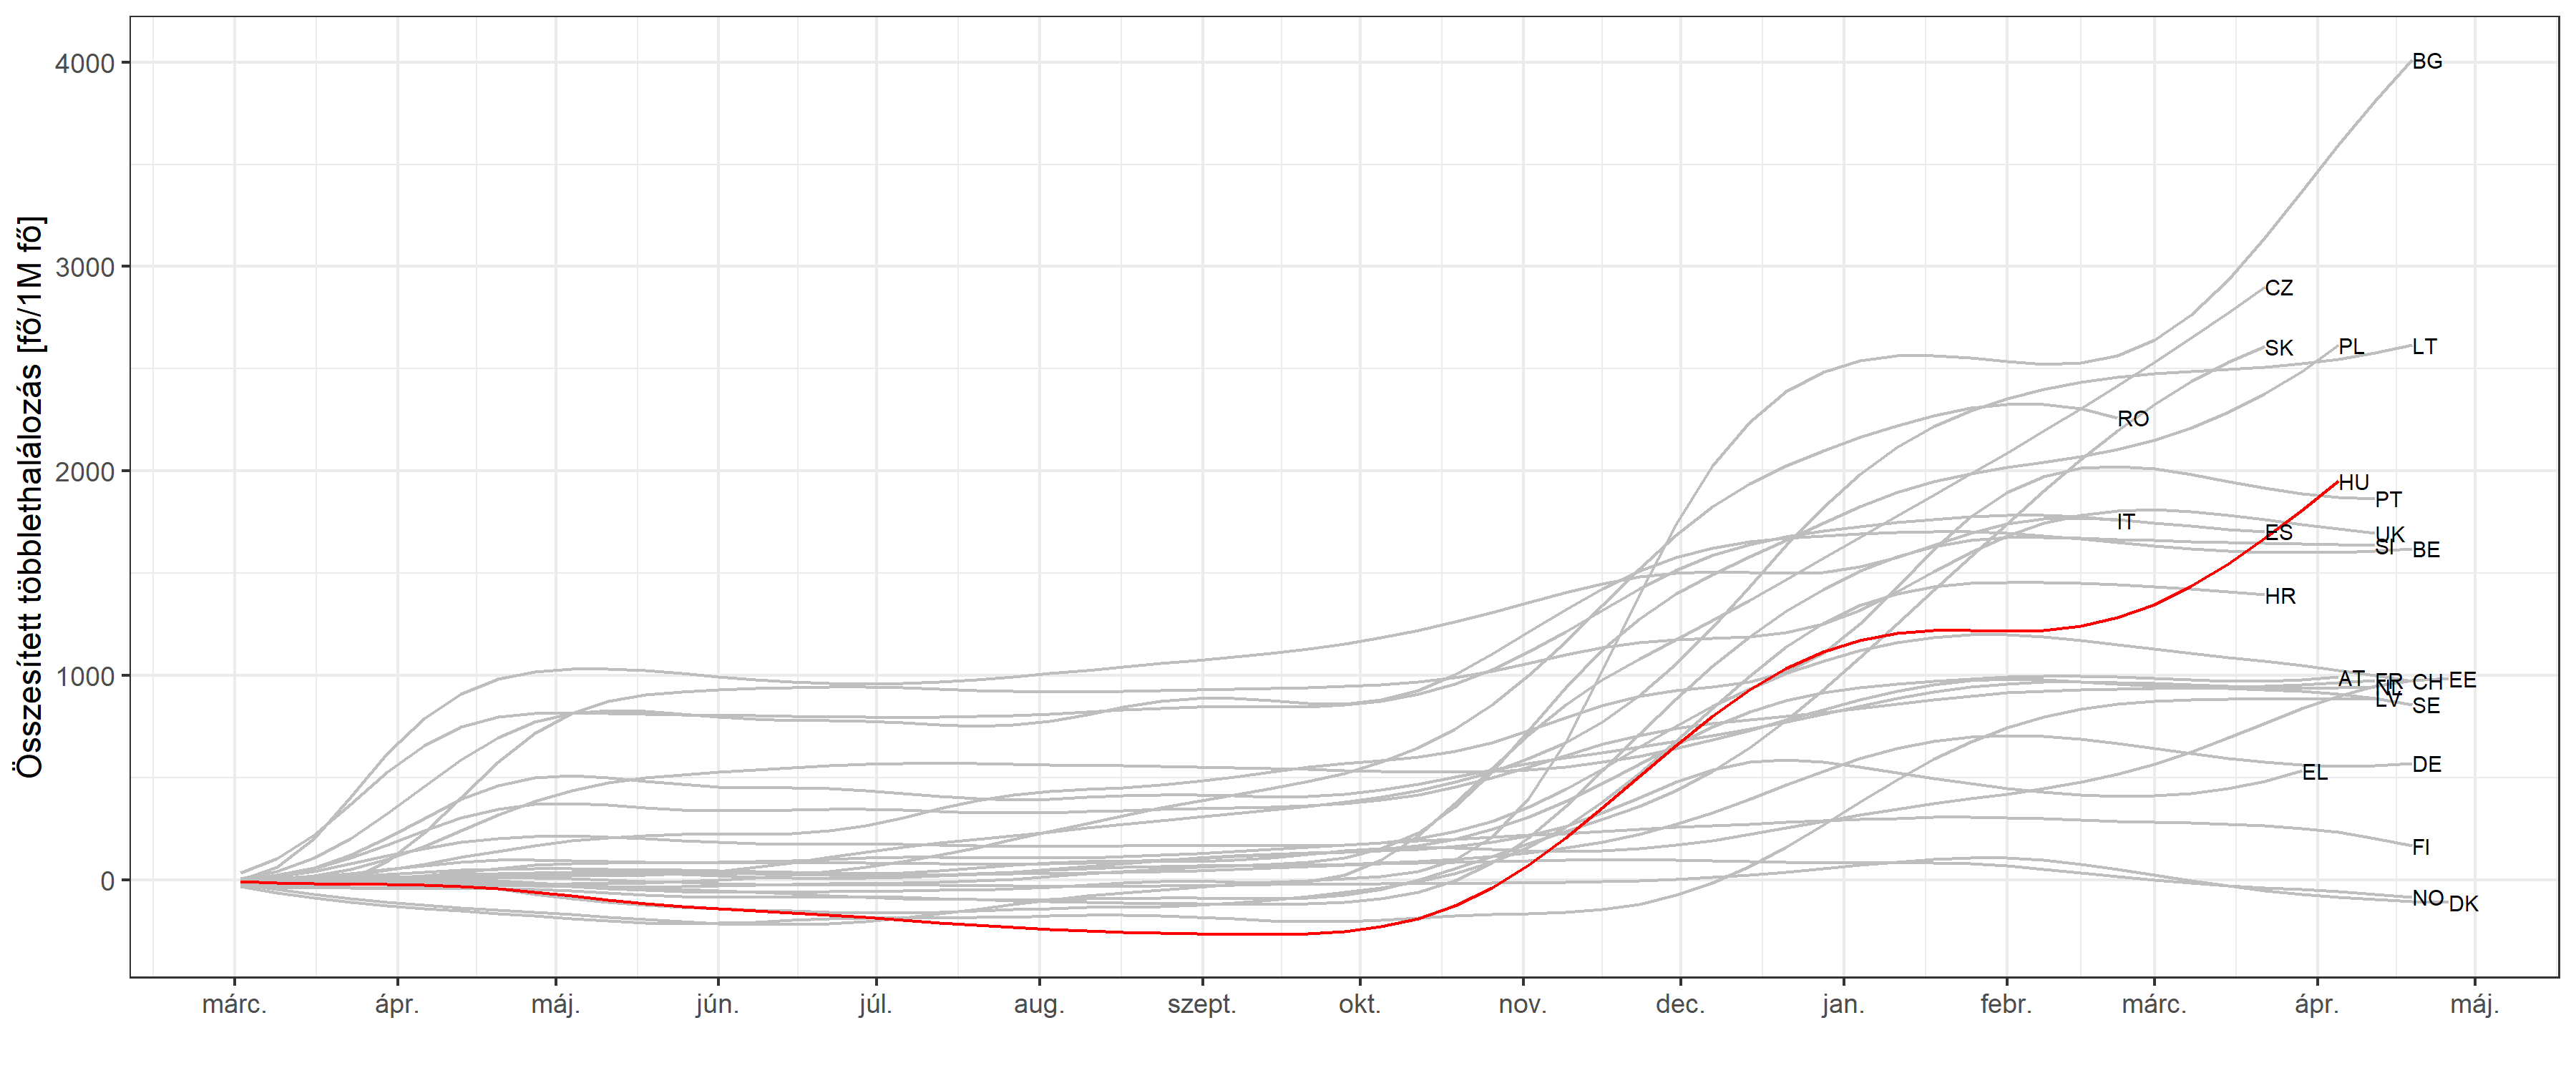 Összesített többlethalálozás [fő/1M fő]
4000
3000
2000
1000
0
BG
CZ
SK
PL
LT
RO
HU
PT
IT
ES
UK
SI
BE
HR
AT
FR
CH
EE
NL
LV
SE
DE
EL
FI
NO
DK
márc.
ápr.
máj.
jún.
júl.
aug.
szept.
okt.
nov.
dec.
jan.
febr.
márc.
ápr.
máj.